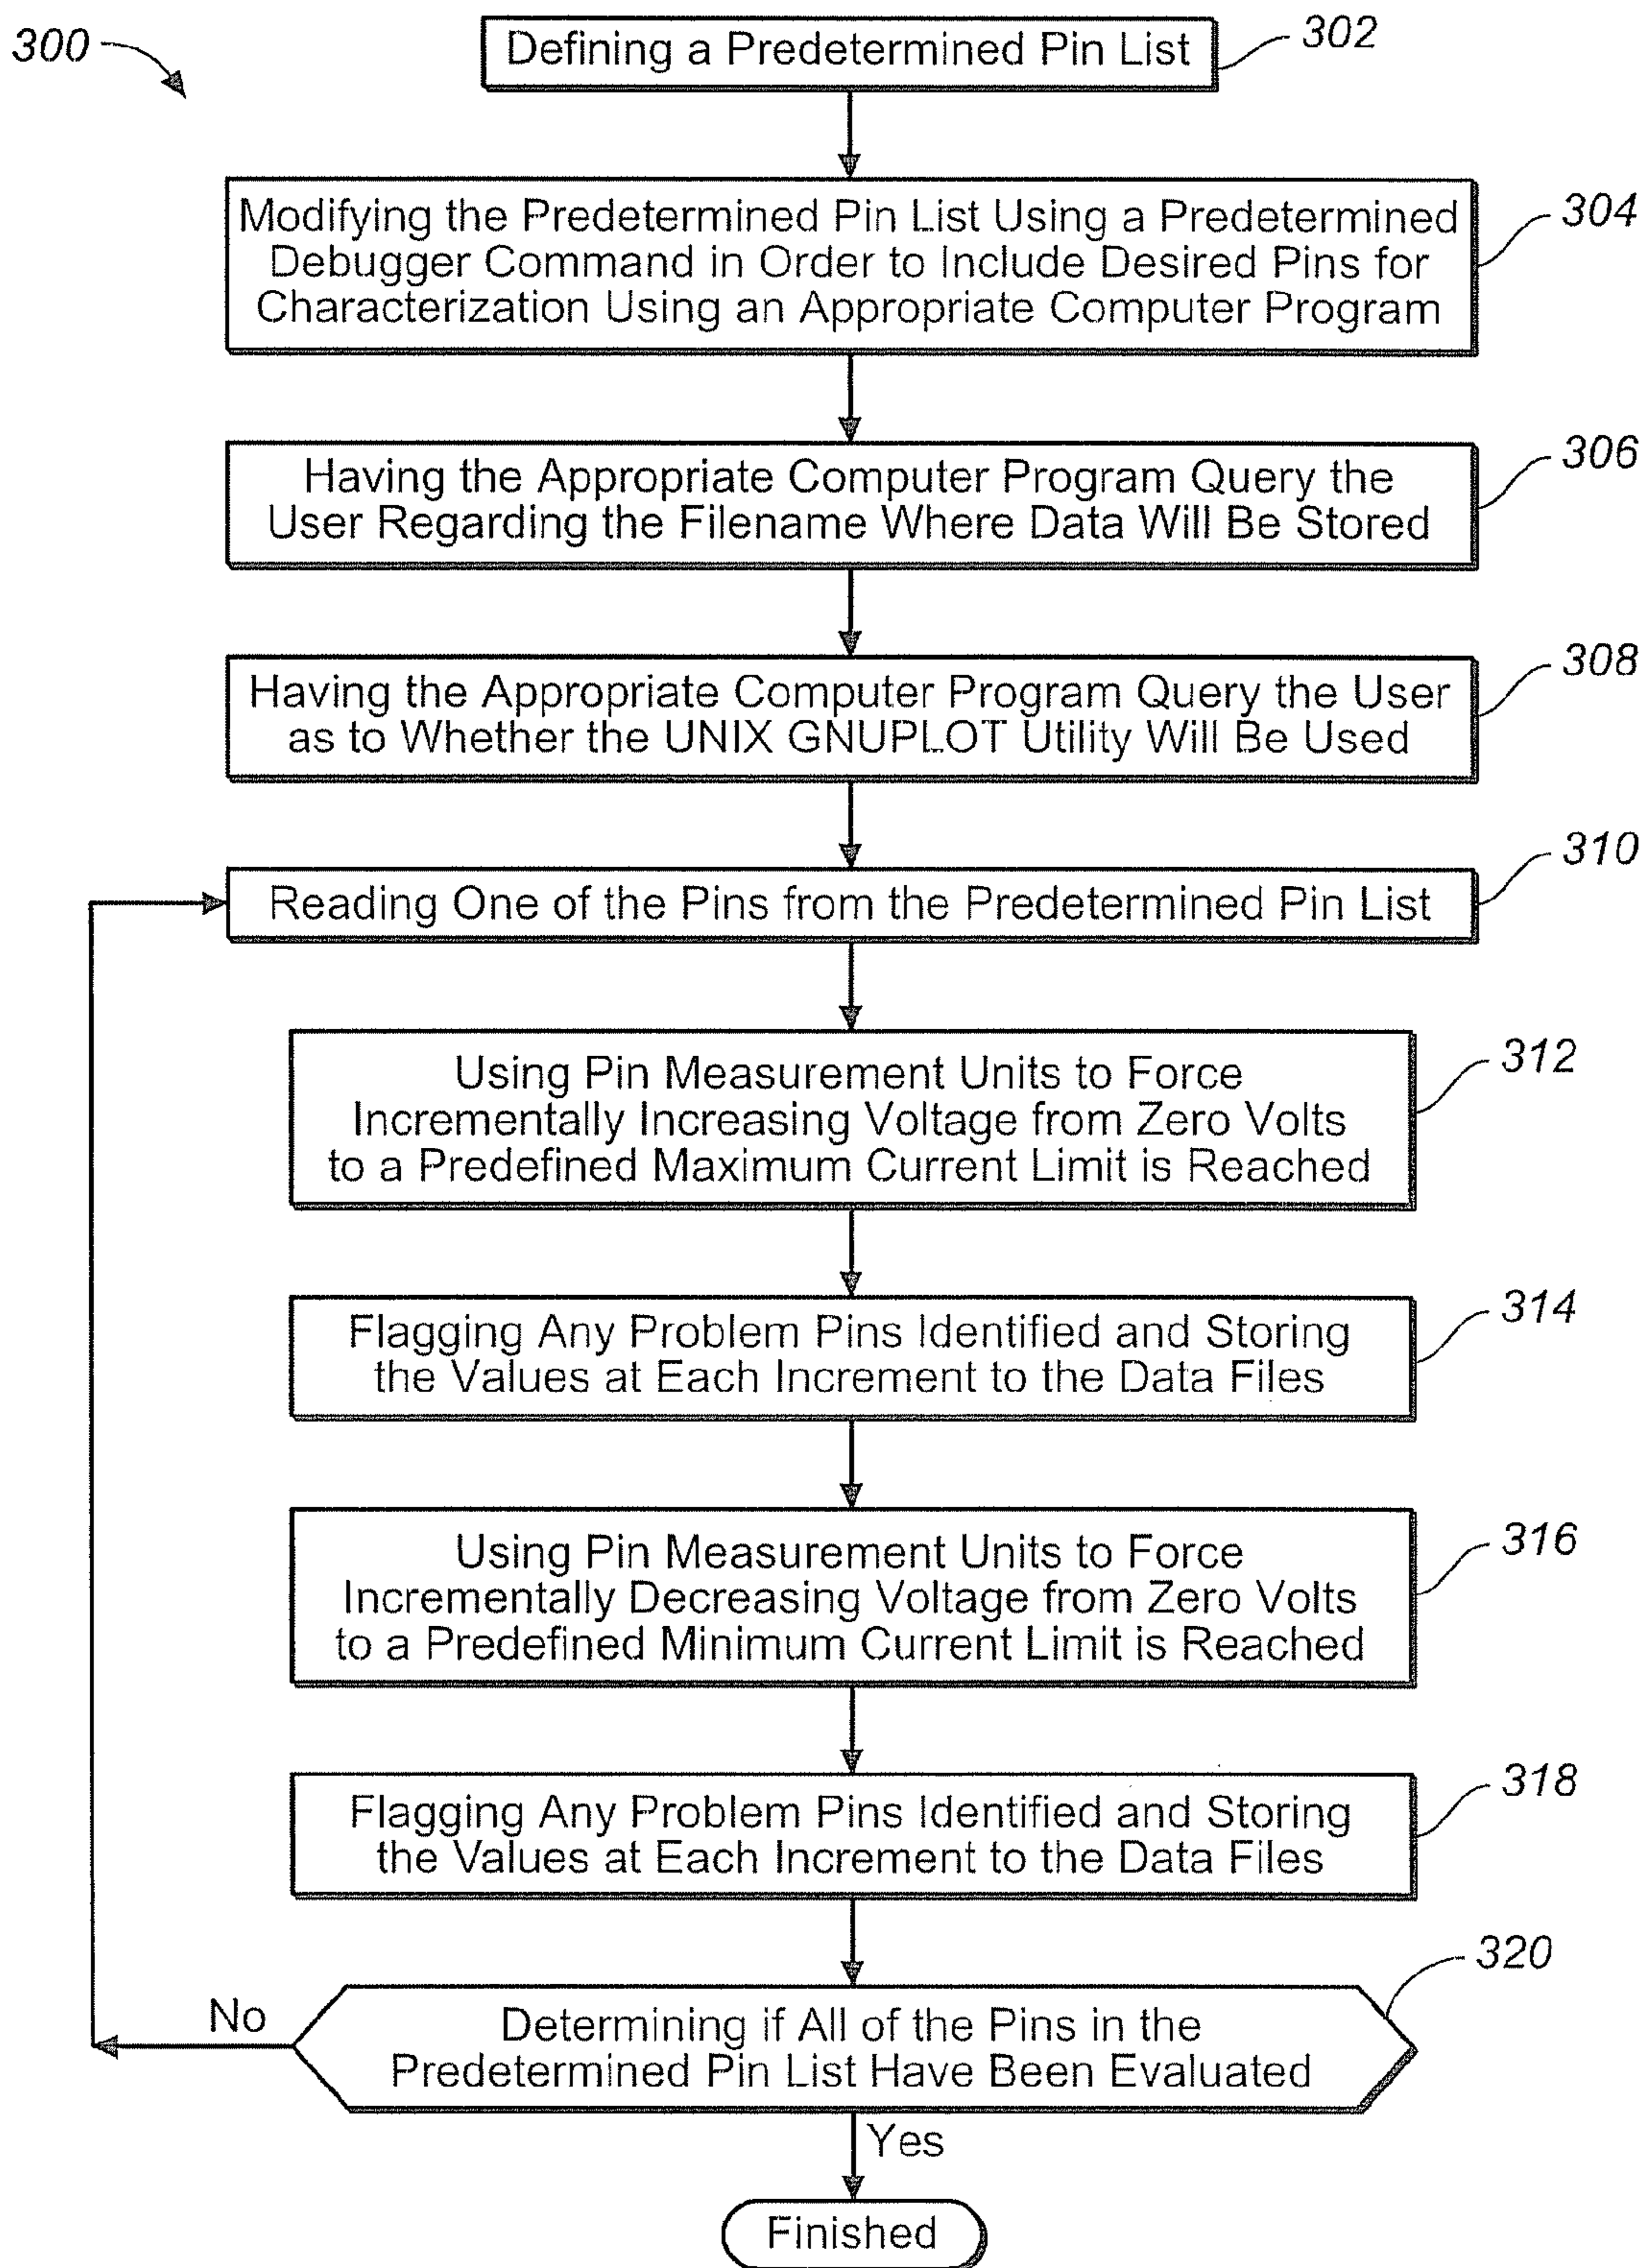 300
Defining a Predetermined Pin List
302
Modifying the Predetermined Pin List Using a Predetermined
Debugger Command in Order to Include Desired Pins for
Characterization Using an Appropriate Computer Program
304
Having the Appropriate Computer Program Query the
User Regarding the Filename Where Data Will Be Stored
306
Having the Appropriate Computer Program Query the User
as to Whether the UNIX GNUPLOT Utility Will Be Used
308
Reading One of the Pins from the Predetermined Pin List
310
Using Pin Measurement Units to Force
Incrementally Increasing Voltage from Zero Volts
to a Predefined Maximum Current Limit is Reached
312
Flagging Any Problem Pins Identified and Storing
the Values at Each Increment to the Data Files
314
Using Pin Measurement Units to Force
Incrementally Decreasing Voltage from Zero Volts
to a Predefined Minimum Current Limit is Reached
316
Flagging Any Problem Pins Identified and Storing
the Values at Each Increment to the Data Files
318
Determining if All of the Pins in the
Predetermined Pin List Have Been Evaluated
320
No
Yes
Finished